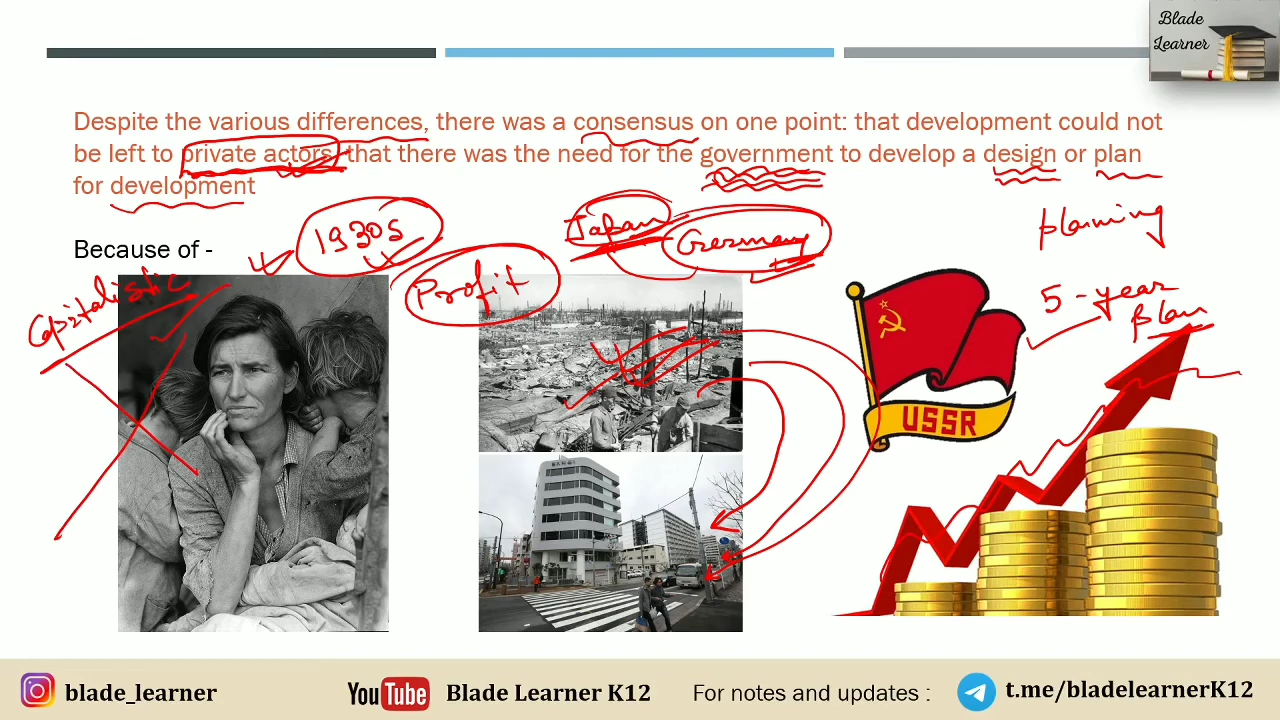 Blade
Learner
Despite the various differences, there was a consensus on one point: that development could not
be left to private actors, that there was the need for the government to develop a design or plan
for development
Because of -
1930s
Japan
Germany
planning
Capitalistic
Profit
5-year
Plan
USSR
blade_learner
YouTube
Blade Learner K12
For notes and updates :
t.me/bladelearnerK12